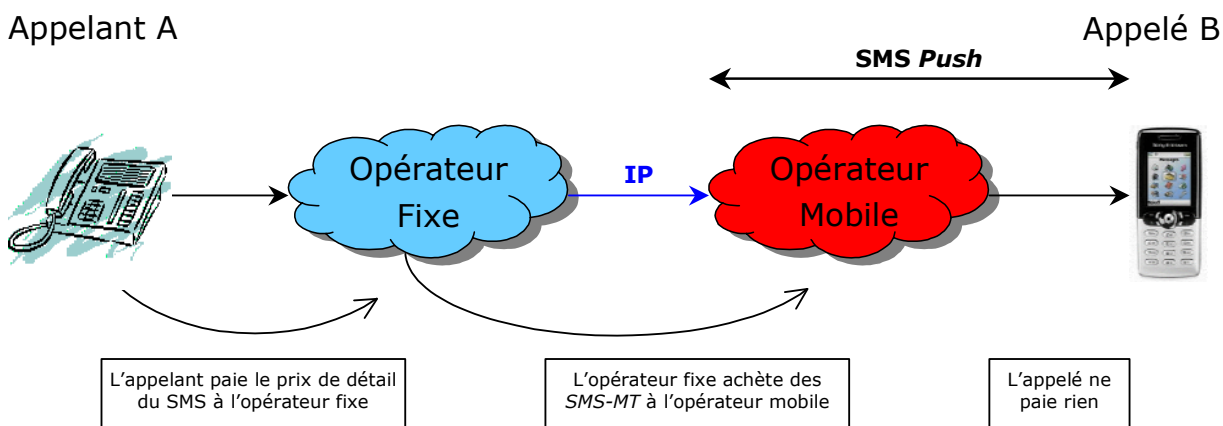 Appelant A
Appelé B
SMS Push
Opérateur
Fixe
IP
Opérateur
Mobile
L'appelant paie le prix de détail
du SMS à l'opérateur fixe
L'opérateur fixe achète des
SMS-MT à l'opérateur mobile
L'appelé ne
paie rien